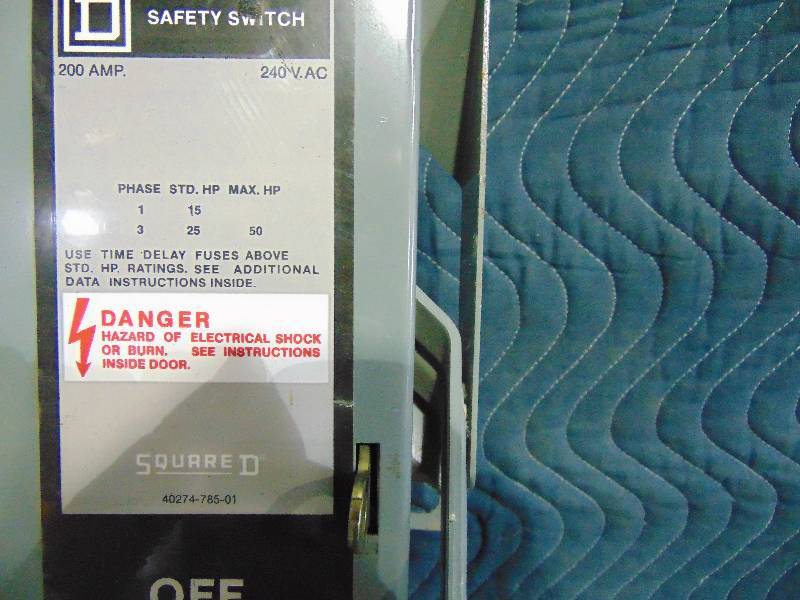 D
SAFETY SWITCH
200 AMP. 240 V. AC
PHASE STD. HP MAX. HP
1 15
3 25 50
USE TIME DELAY FUSES ABOVE
STD. HP. RATINGS. SEE ADDITIONAL
DATA INSTRUCTIONS INSIDE.
DANGER
HAZARD OF ELECTRICAL SHOCK
OR BURN. SEE INSTRUCTIONS
INSIDE DOOR.
SQUARE D
40274-785-01
OFF